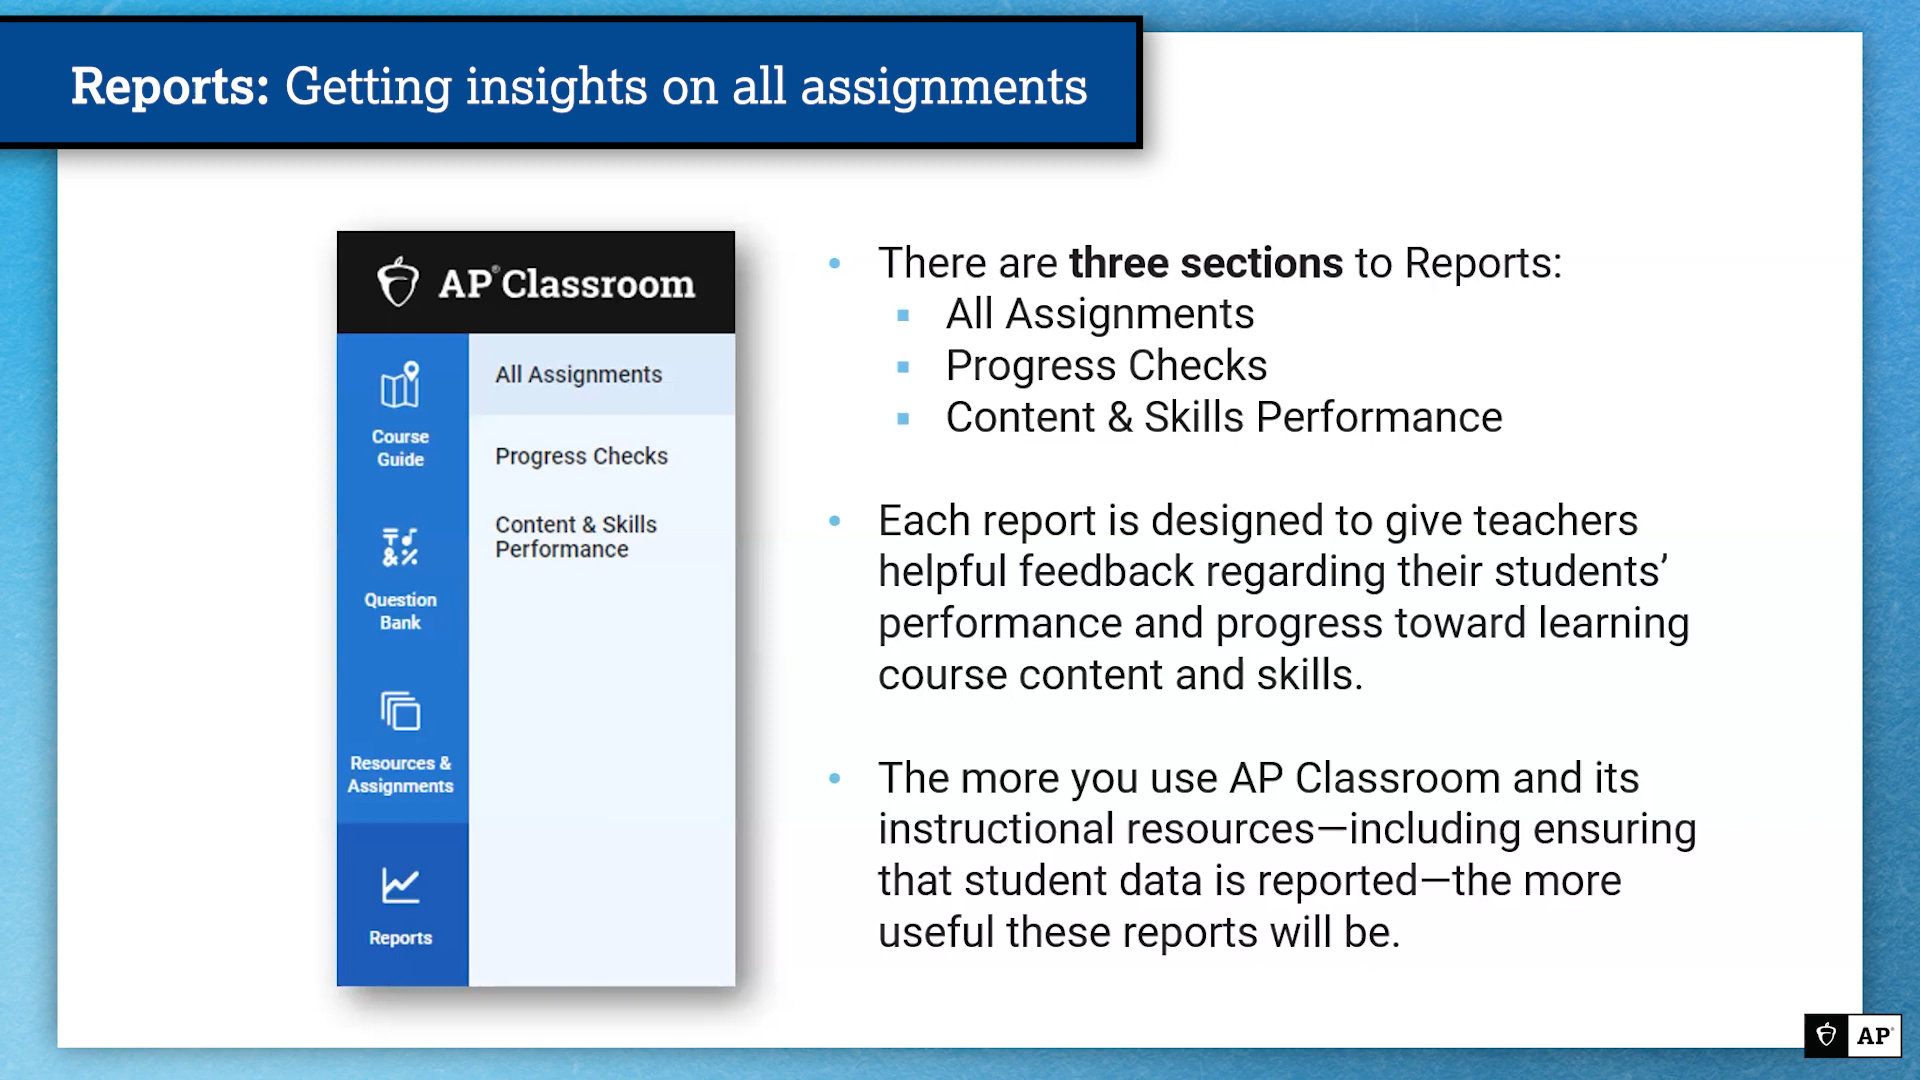 Reports: Getting insights on all assignments
AP® Classroom
Course
Guide
Question
Bank
Resources &
Assignments
Reports
All Assignments
Progress Checks
Content & Skills
Performance
• There are three sections to Reports:
▪ All Assignments
▪ Progress Checks
▪ Content & Skills Performance
• Each report is designed to give teachers
helpful feedback regarding their students’
performance and progress toward learning
course content and skills.
• The more you use AP Classroom and its
instructional resources—including ensuring
that student data is reported—the more
useful these reports will be.
AP®